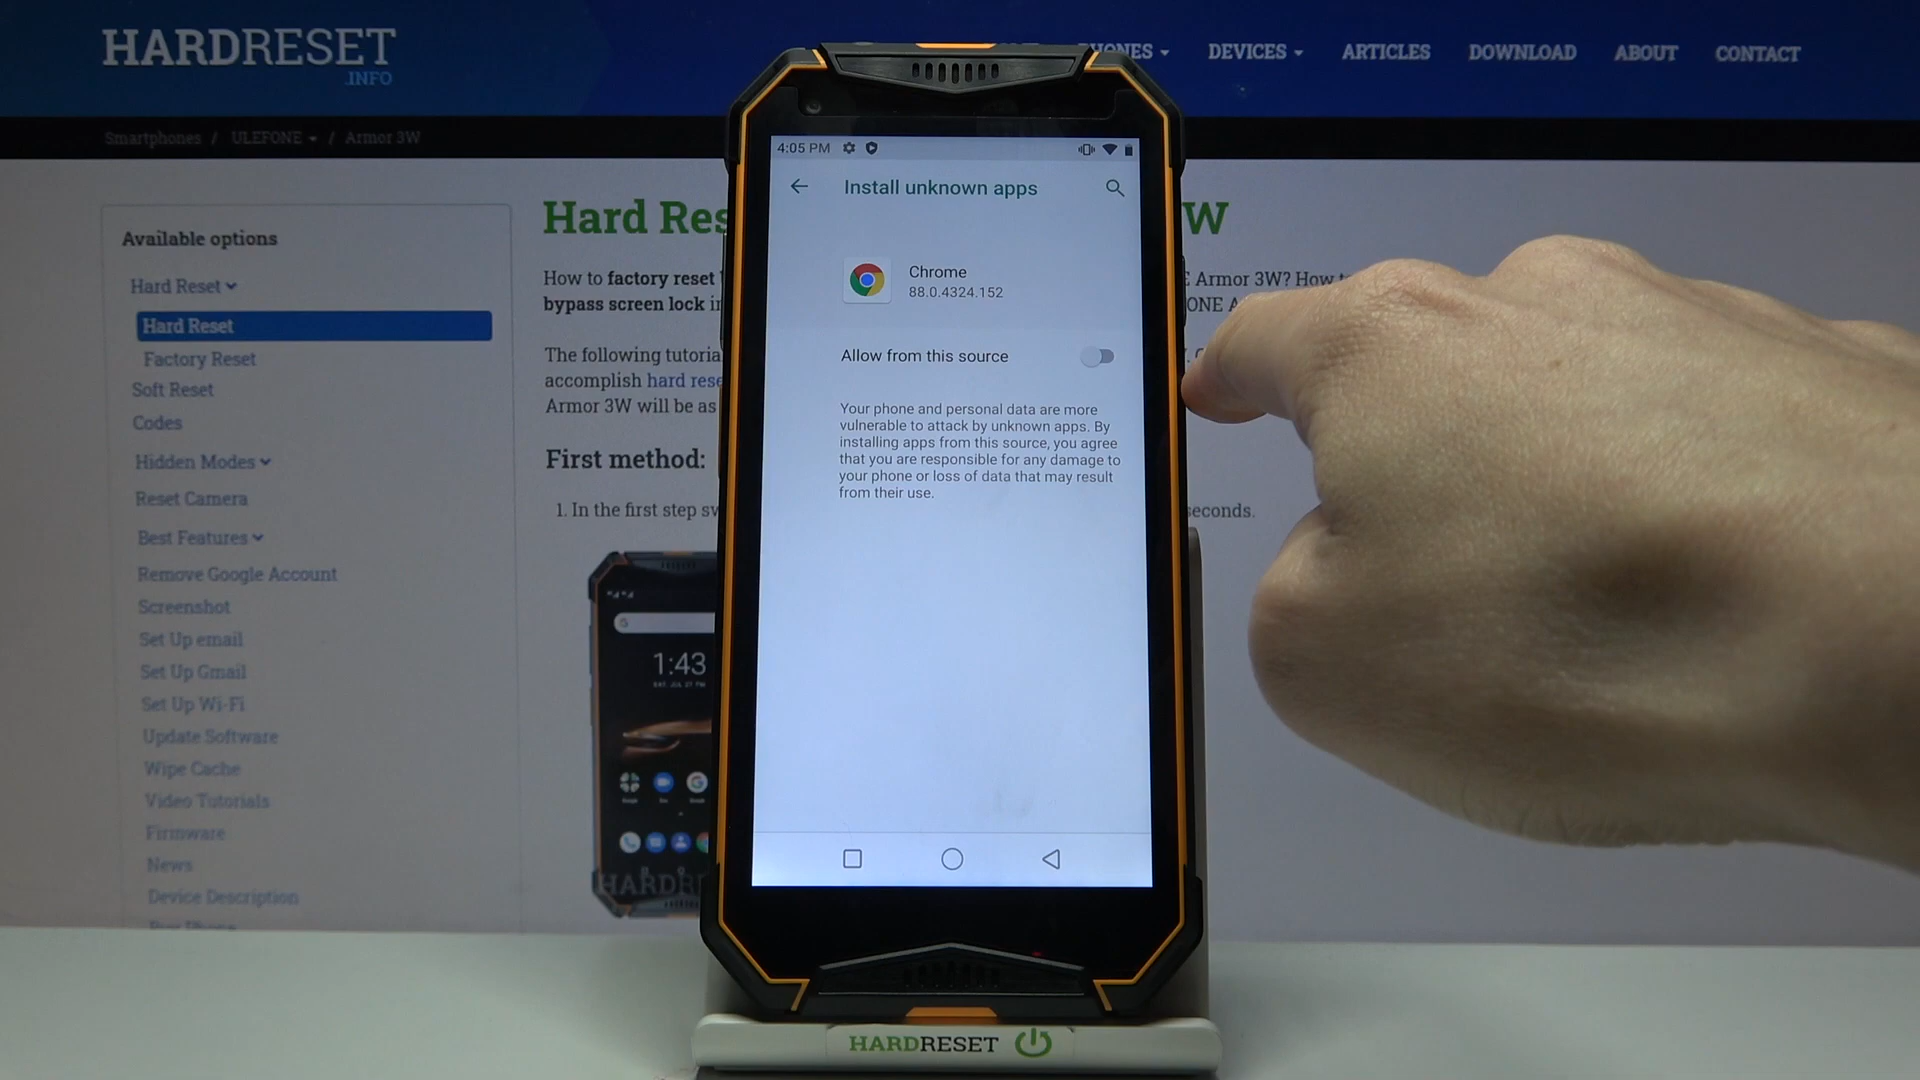 HARDRESET
.INFO
DEVICES
ARTICLES
DOWNLOAD
ABOUT
CONTACT
Smartphones / ULEFONE / Armor 3W
Available options
Hard Reset
Hard Reset
Factory Reset
Soft Reset
Codes
Hidden Modes
Reset Camera
Best Features
Remove Google Account
Screenshot
Set Up email
Set Up Gmail
Set Up Wi-Fi
Update Software
Wipe Cache
Video Tutorials
Firmware
News
Device Description
Hard Res
W
How to factory reset
Armor 3W? How
bypass screen lock
The following
accomplish hard
Armor 3W will be as
First method:
1. In the first step
seconds.
1:43
4:05 PM
Install unknown apps
Chrome
88.0.4324.152
Allow from this source
Your phone and personal data are more
vulnerable to attack by unknown apps. By
installing apps from this source, you agree
that you are responsible for any damage to
your phone or loss of data that may result
from their use.
HARDRESET